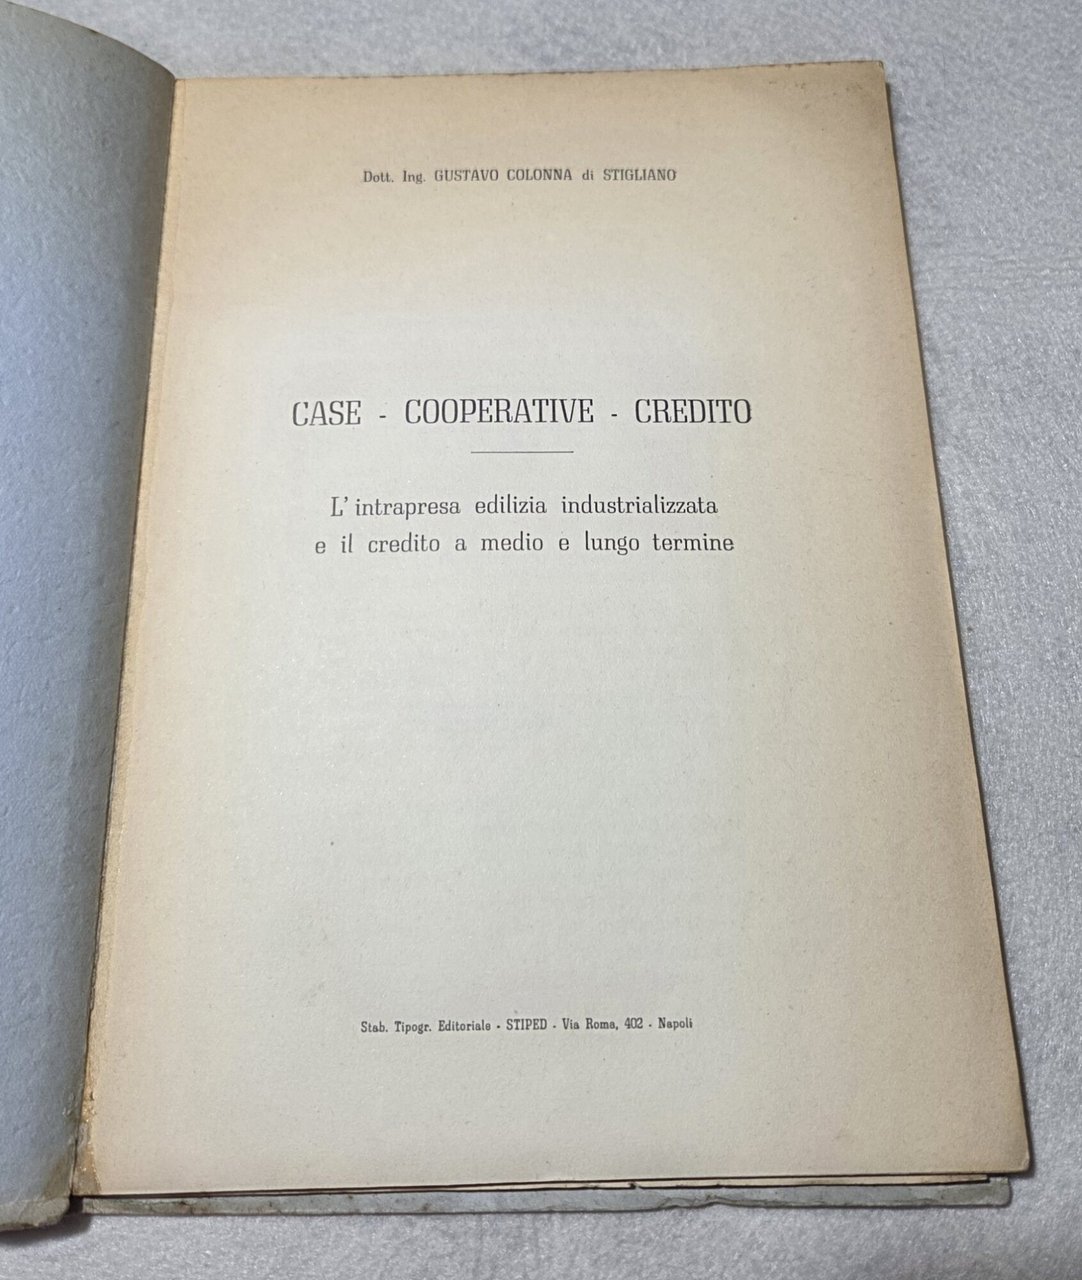 Dott. Ing. GUSTAVO COLONNA di STIGLIANO
CASE - COOPERATIVE - CREDITO
L' intrapresa edilizia industrializzata
e il credito a medio e lungo termine
Stab. Tipogr. Editoriale - STIPED - Via Roma, 402 - Napoli